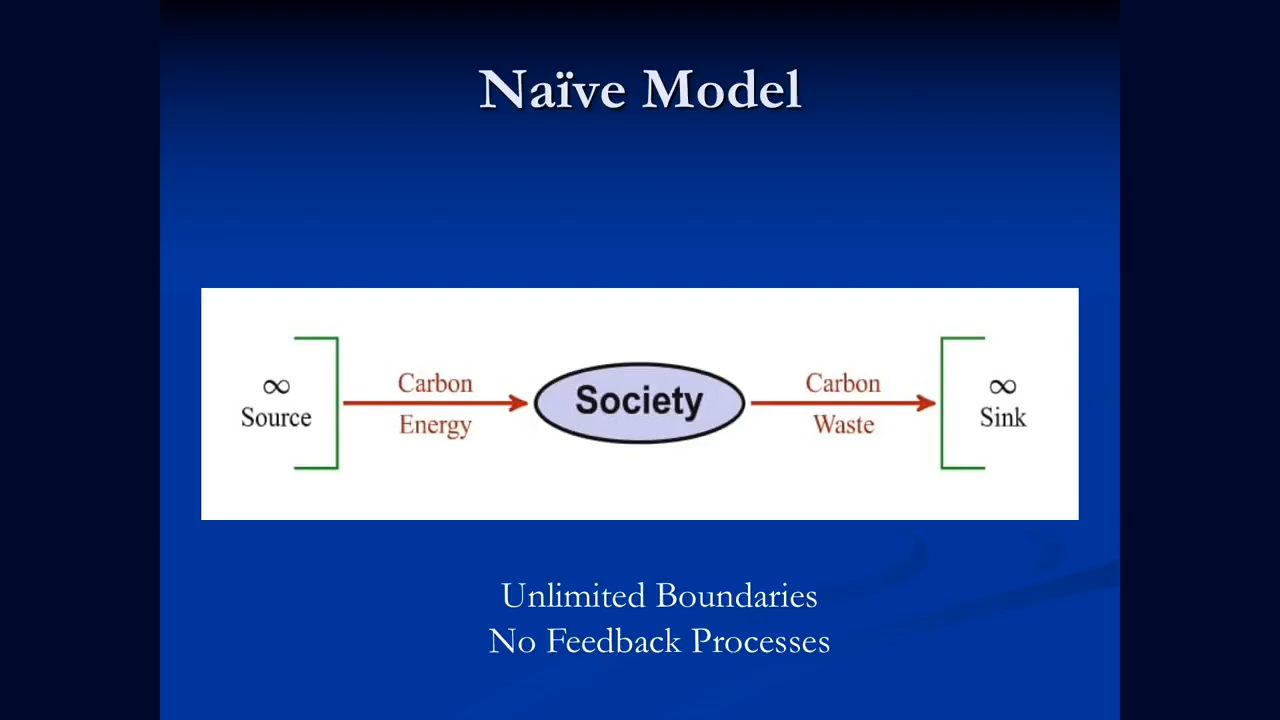 Naïve Model
∞
Source
Carbon
Energy
Society
Carbon
Waste
∞
Sink
Unlimited Boundaries
No Feedback Processes